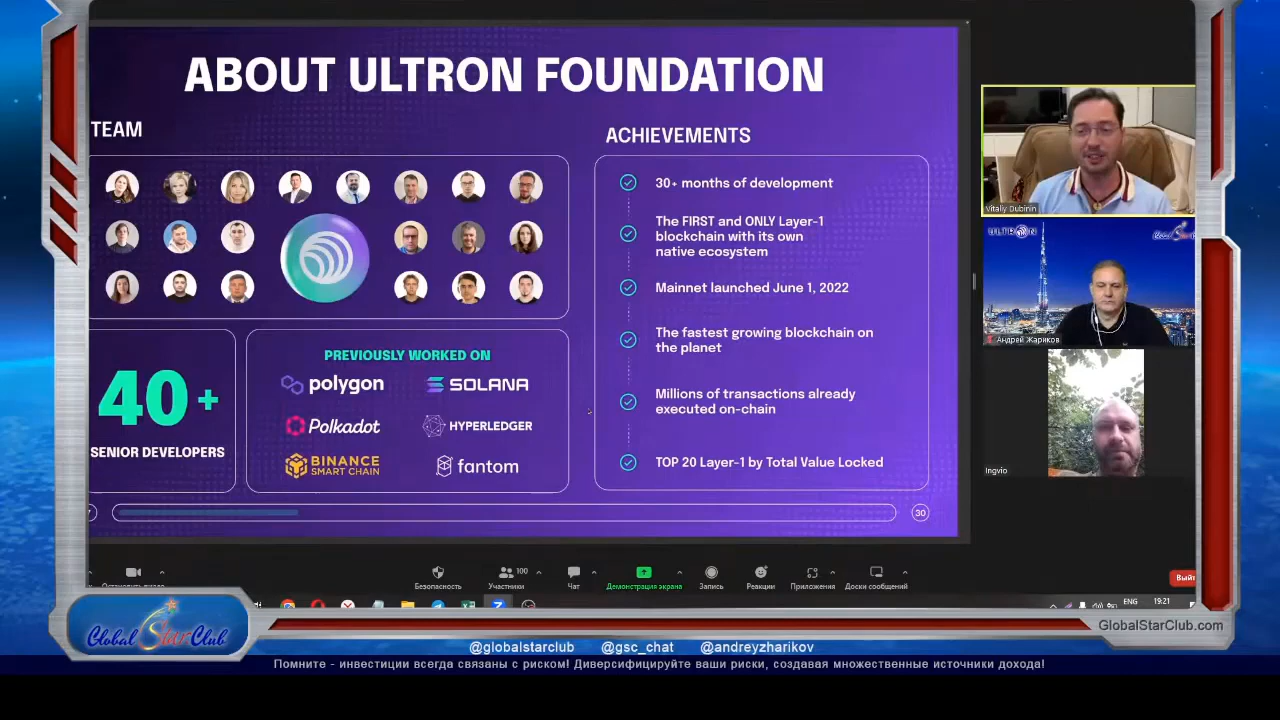 ABOUT ULTRON FOUNDATION
TEAM
ACHIEVEMENTS
30+ months of development
The FIRST and ONLY Layer-1
blockchain with its own
native ecosystem
Mainnet launched June 1, 2022
The fastest growing blockchain on
the planet
Millions of transactions already
executed on-chain
TOP 20 Layer-1 by Total Value Locked
40+
SENIOR DEVELOPERS
PREVIOUSLY WORKED ON
polygon
SOLANA
Polkadot
HYPERLEDGER
BINANCE
SMART CHAIN
fantom
7
30
Vitaliy Dubinin
ULTRON
Андрей Жариков
Ingvio
Безопасность
Участники
100
Чат
Демонстрация экрана
Запись
Реакции
Приложения
Доски сообщений
Выйт
ENG
19:21
Global Star Club
GlobalStarClub.com
@globalstarclub @gsc_chat @andreyzharikov
Помните - инвестиции всегда связаны с риском! Диверсифицируйте ваши риски, создавая множественные источники дохода!